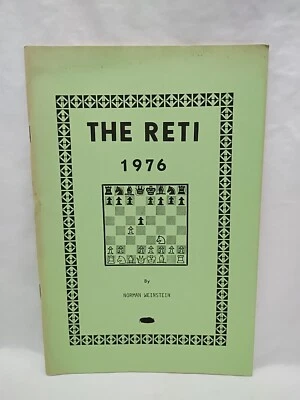 THE RETI
1976
By
NORMAN WEINSTEIN